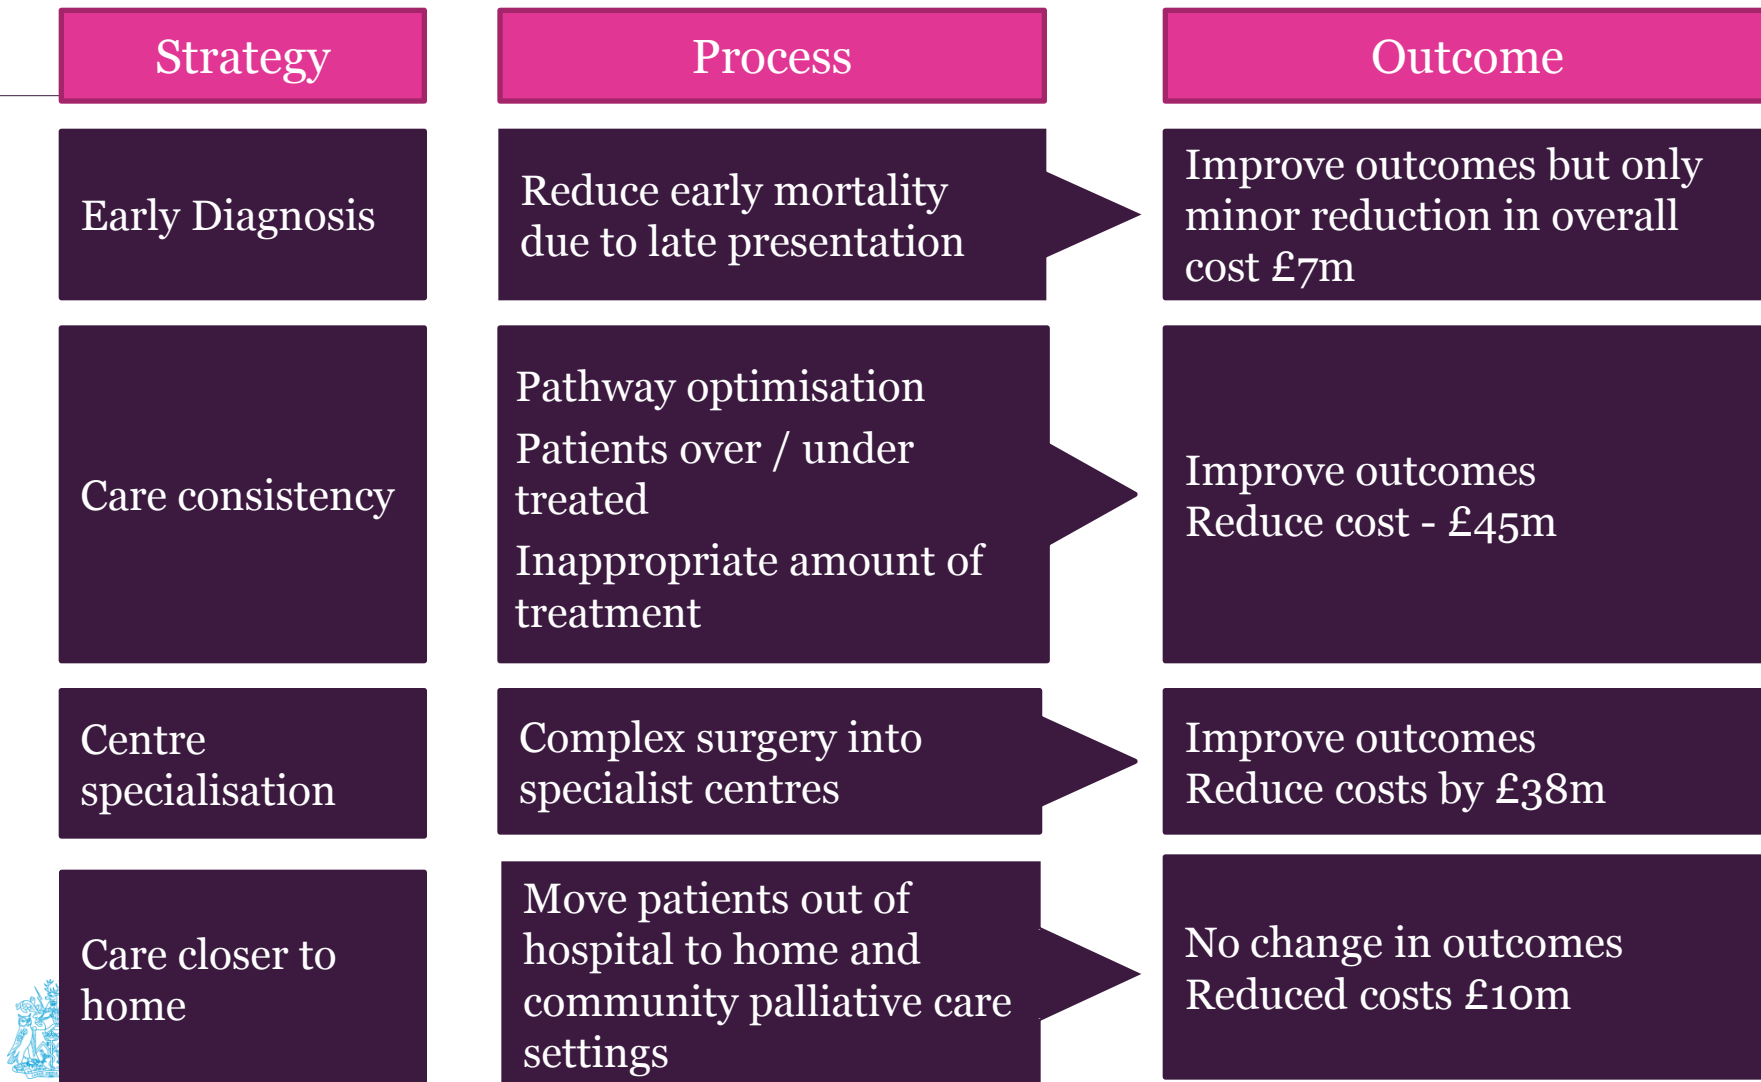 Strategy
Process
Outcome
Early Diagnosis
Reduce early mortality
due to late presentation
Improve outcomes but only
minor reduction in overall
cost £7m
Care consistency
Pathway optimisation
Patients over / under
treated
Inappropriate amount of
treatment
Improve outcomes
Reduce cost - £45m
Centre
specialisation
Complex surgery into
specialist centres
Improve outcomes
Reduce costs by £38m
Care closer to
home
Move patients out of
hospital to home and
community palliative care
settings
No change in outcomes
Reduced costs £10m